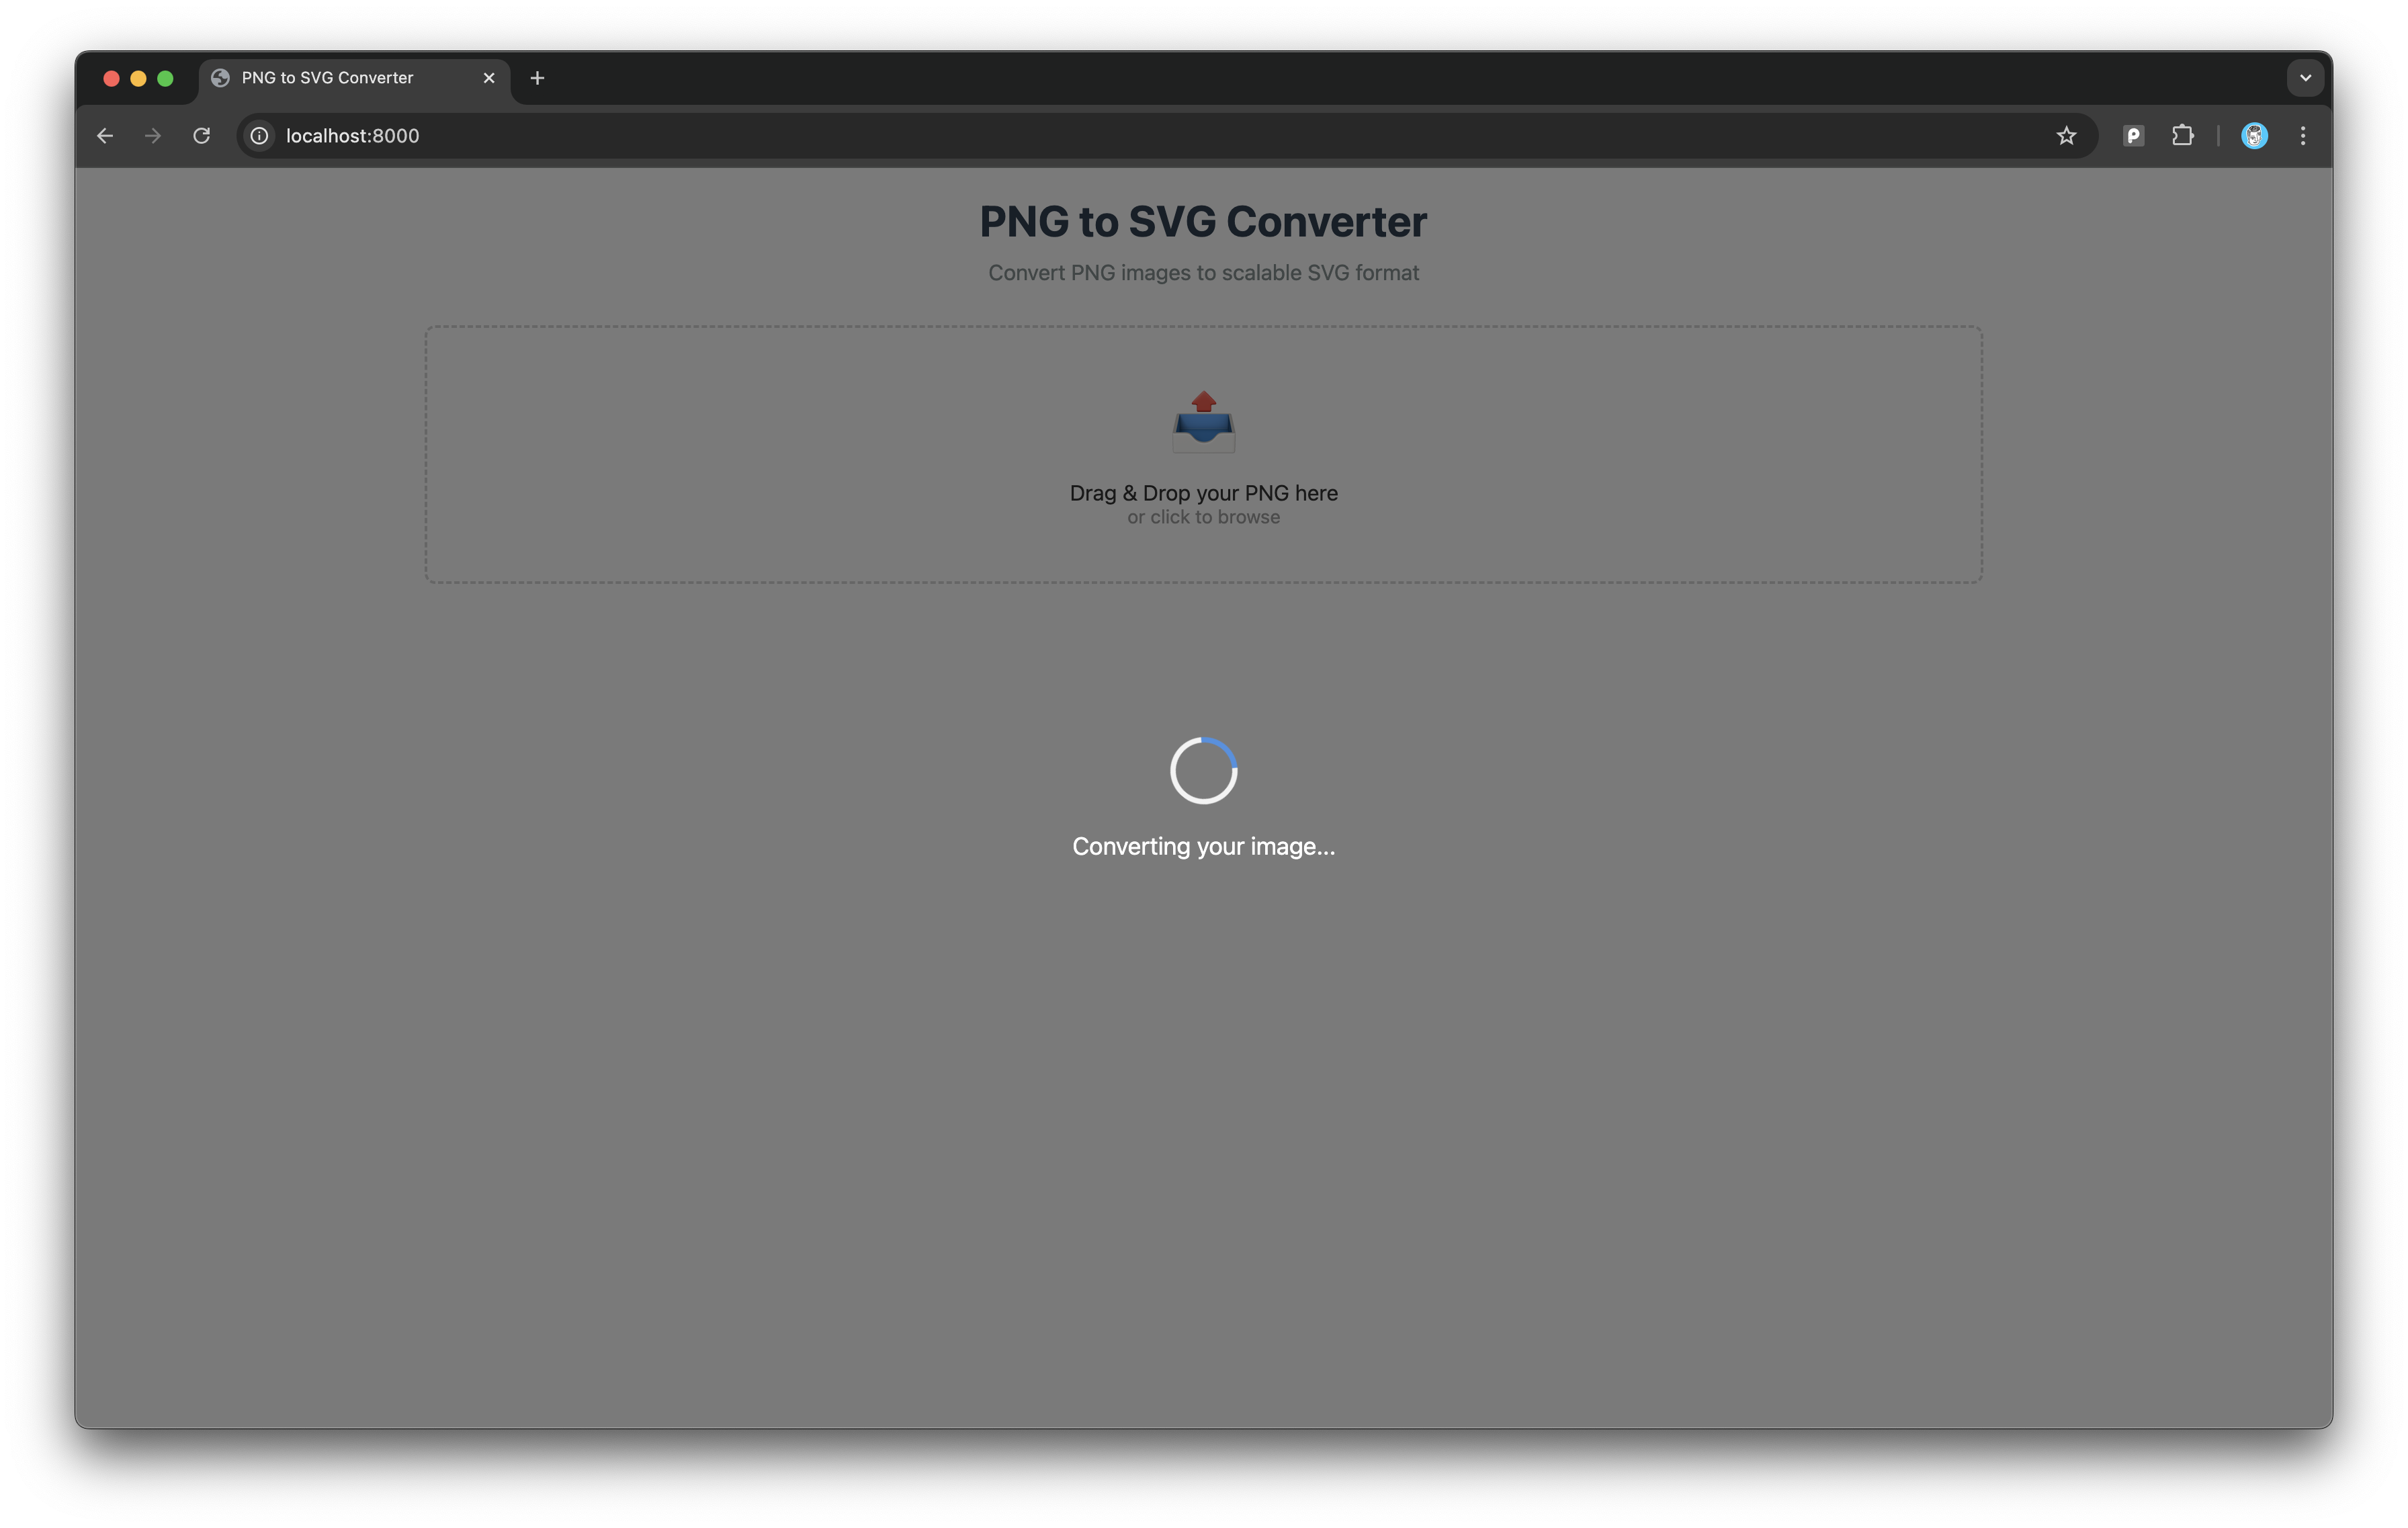 PNG to SVG Converter
localhost:8000
PNG to SVG Converter
Convert PNG images to scalable SVG format
Drag & Drop your PNG here
or click to browse
Converting your image...